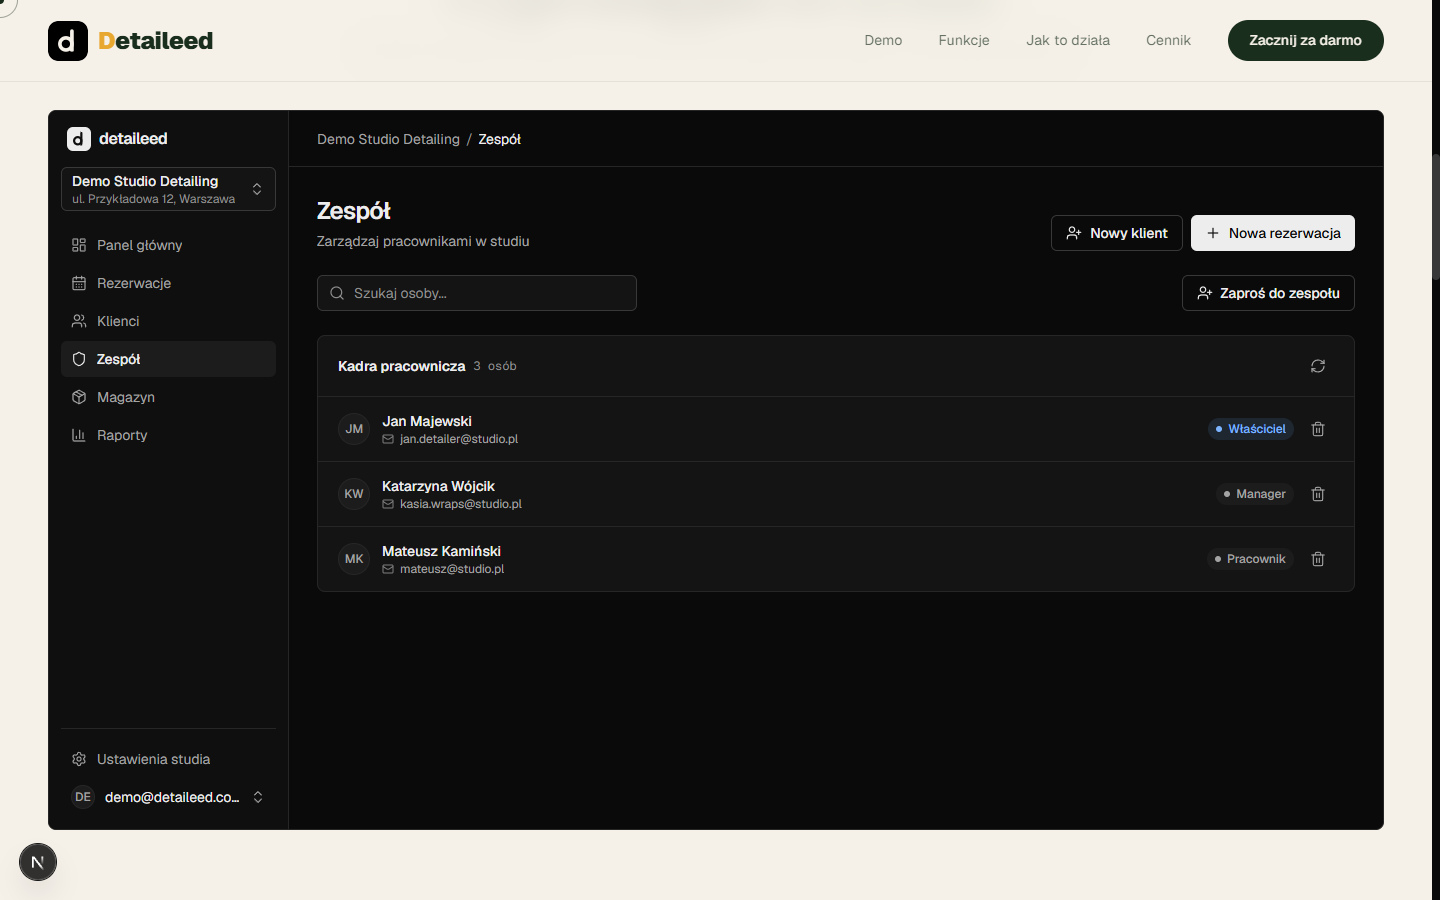 d Detaileed
Demo Funkcje Jak to działa Cennik Zacznij za darmo
d detaileed
Demo Studio Detailing / Zespół
Demo Studio Detailing
ul. Przykładowa 12, Warszawa
Panel główny
Rezerwacje
Klienci
Zespół
Magazyn
Raporty
Ustawienia studia
DE demo@detaileed.co...
Zespół
Zarządzaj pracownikami w studiu
Nowy klient
Nowa rezerwacja
Szukaj osoby...
Zaproś do zespołu
Kadra pracownicza 3 osób
JM Jan Majewski
jan.detailer@studio.pl
Właściciel
KW Katarzyna Wójcik
kasia.wraps@studio.pl
Manager
MK Mateusz Kamiński
mateusz@studio.pl
Pracownik
N